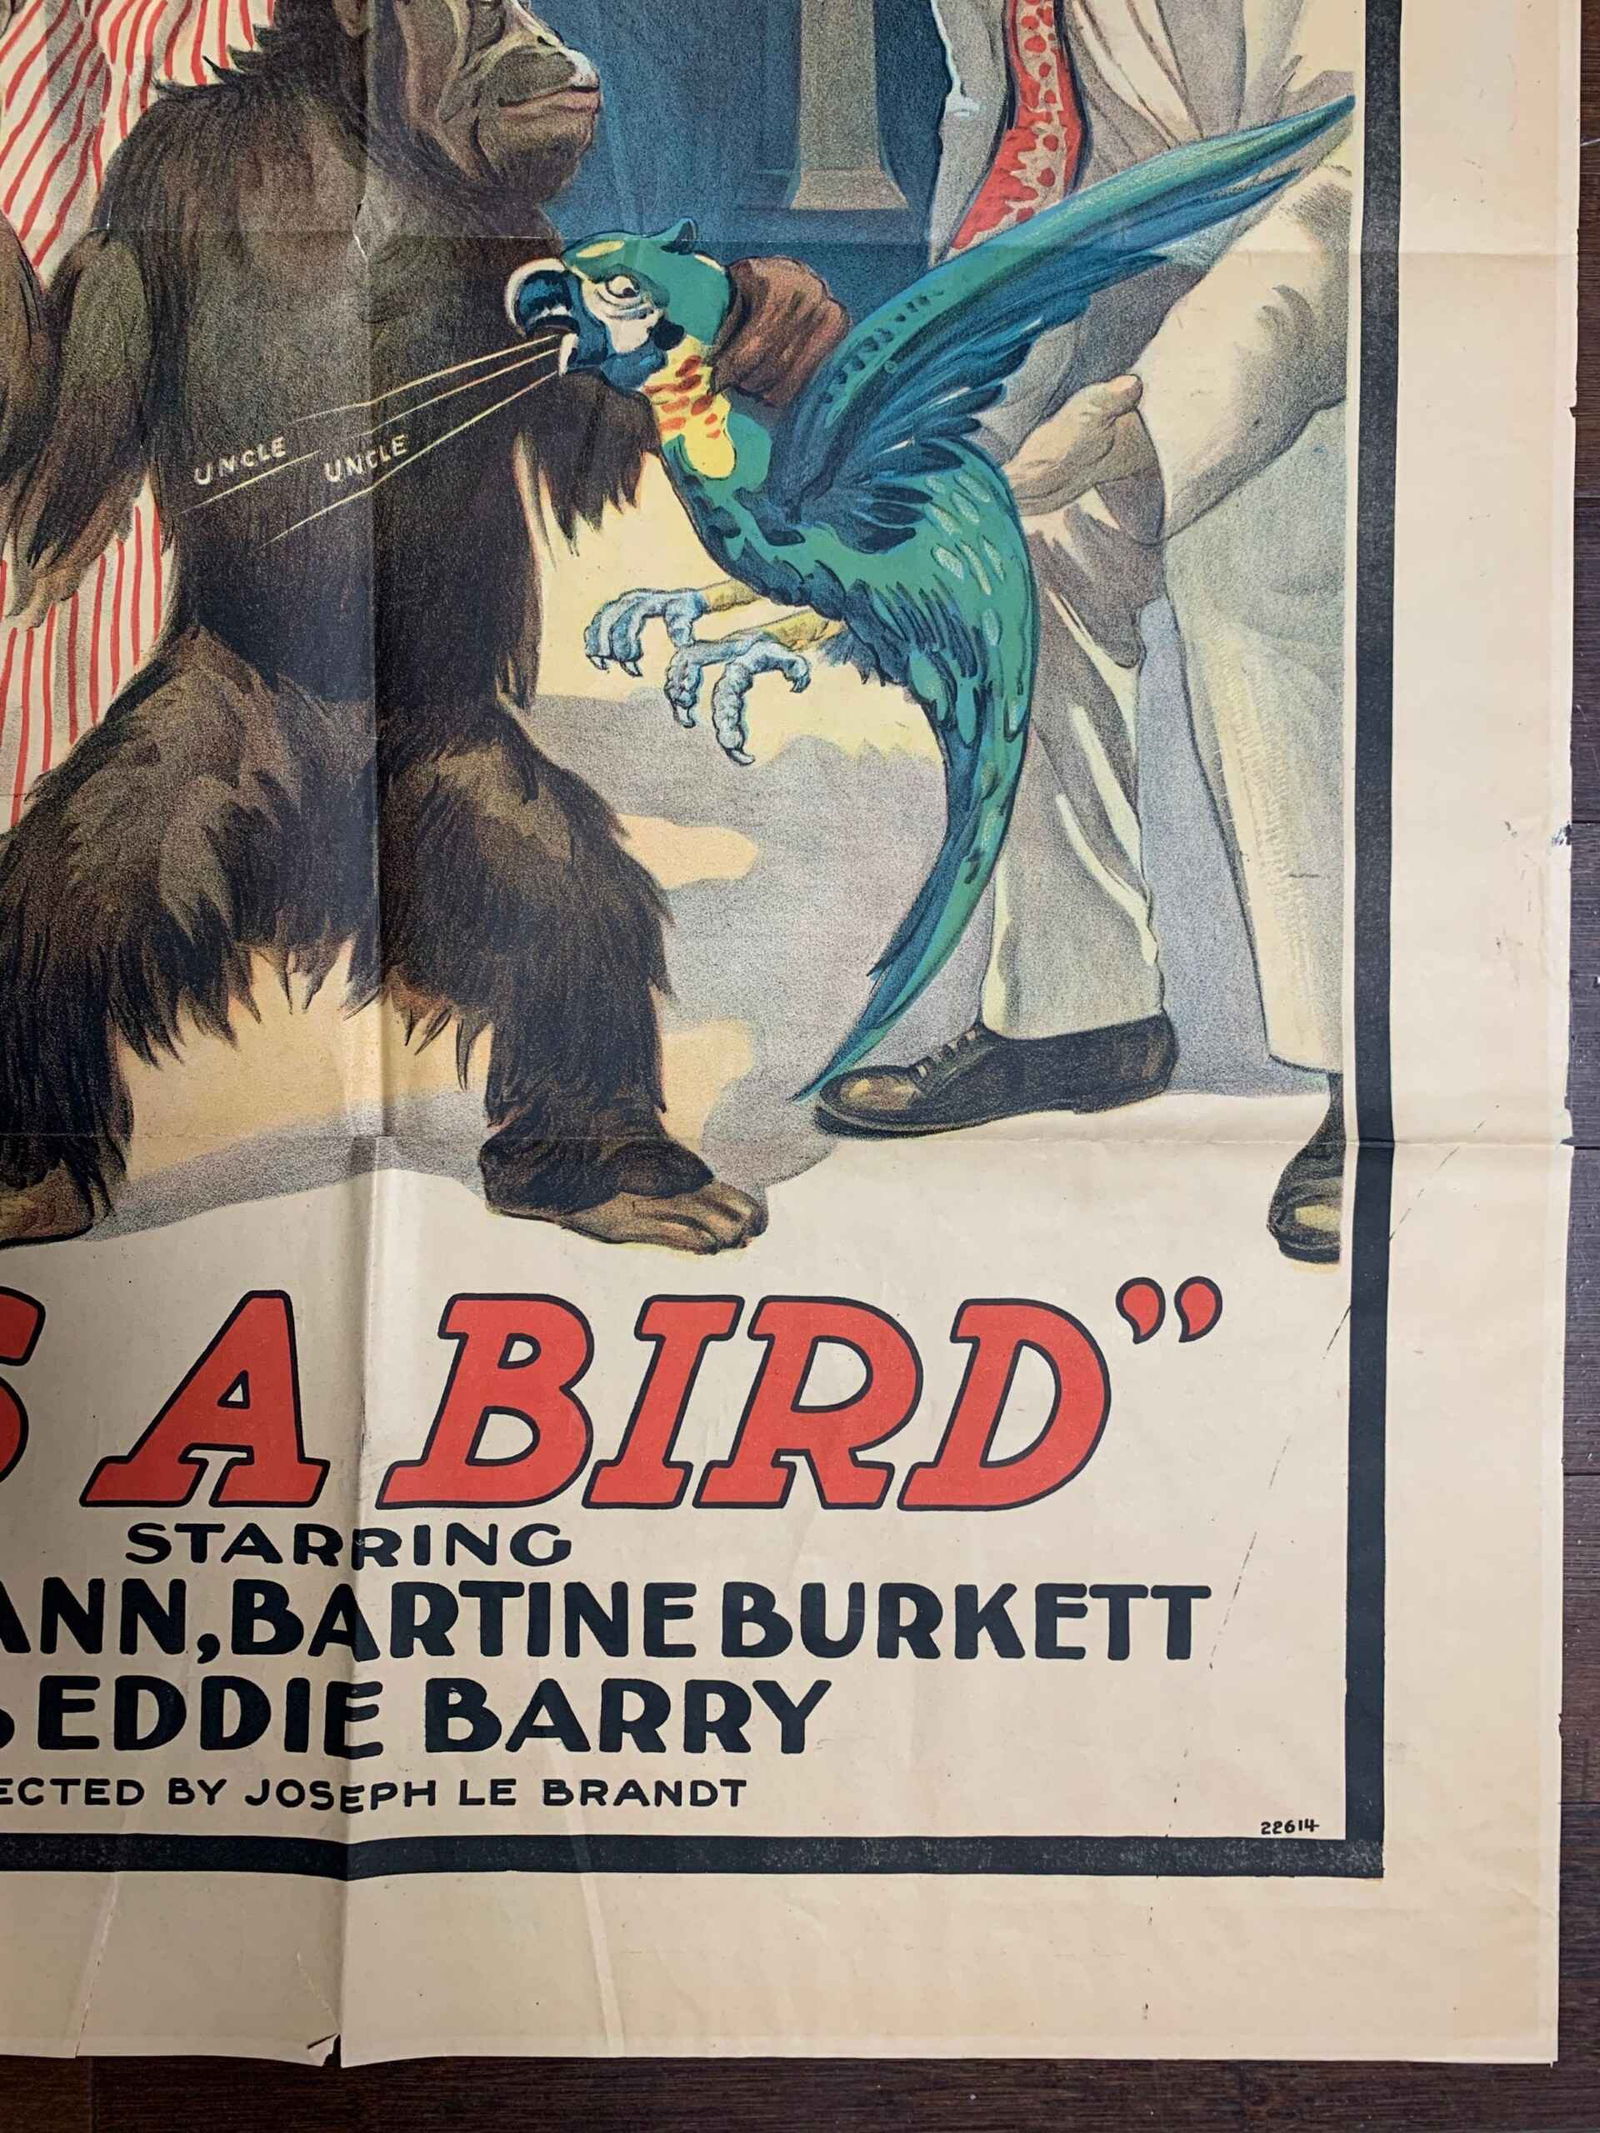 UNCLE UNCLE
S A BIRD”
STARRING
ANN, BARTINE BURKETT
& EDDIE BARRY
ECTED BY JOSEPH LE BRANDT
22614